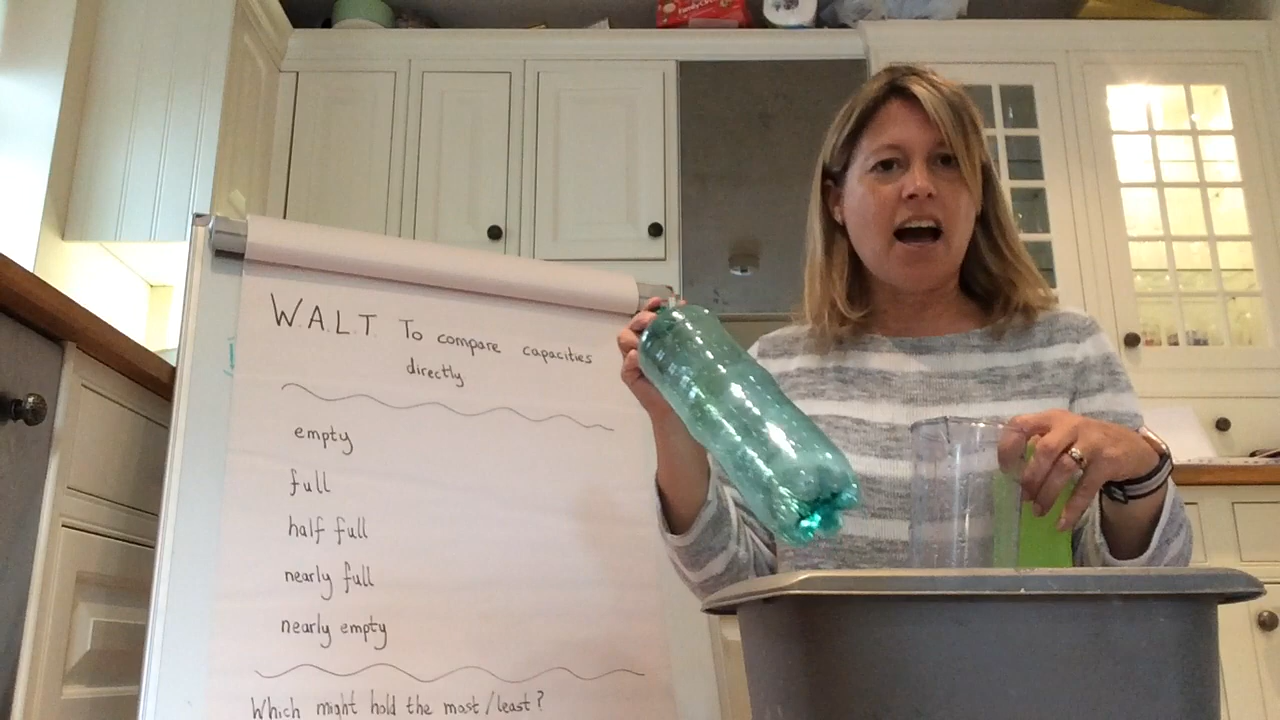 W.A.L.T. To compare capacities
directly
empty
full
half full
nearly full
nearly empty
Which might hold the most/least?